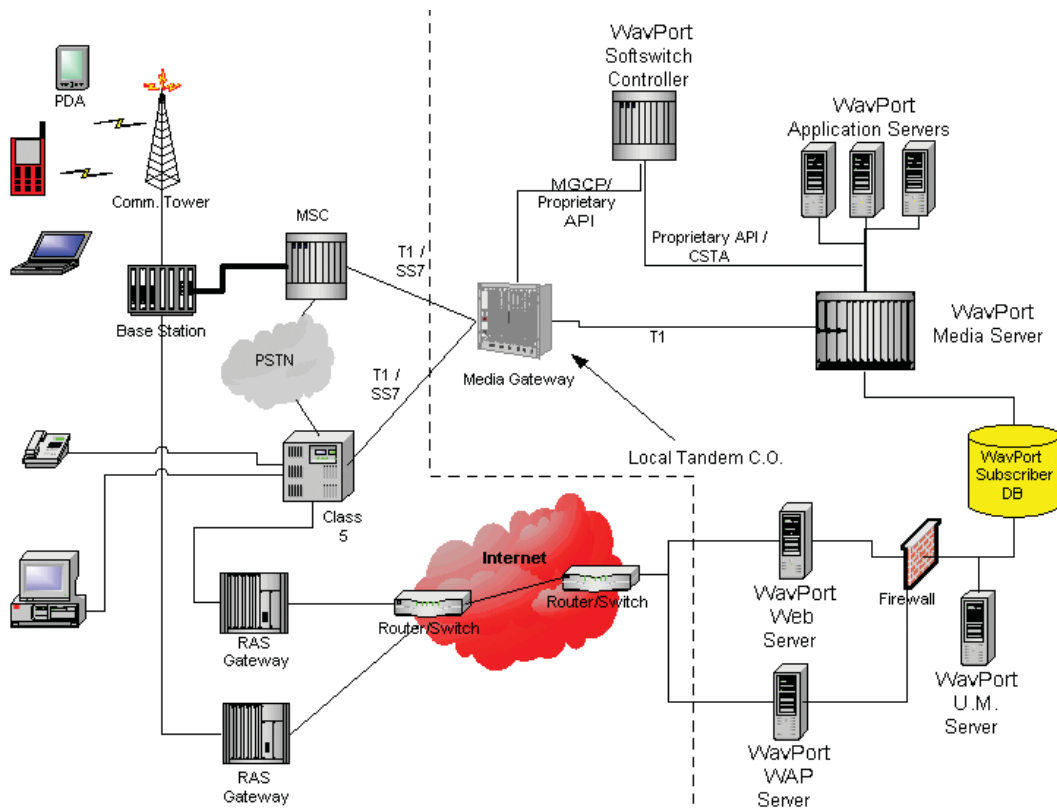 WavPort
Softswitch
Controller
PDA
WavPort
Application Servers
Comm. Tower
MGCP/
Proprietary
API
MSC
Proprietary API /
CSTA
T1 /
SS7
Base Station
WavPort
Media Server
T1
PSTN
Media Gateway
T1 /
SS7
Local Tandem C.O.
WavPort
Subscriber
DB
Class
5
Internet
Router/Switch
Router/Switch
Firewall
WavPort
Web
Server
RAS
Gateway
WavPort
U.M.
Server
WavPort
WAP
Server
RAS
Gateway